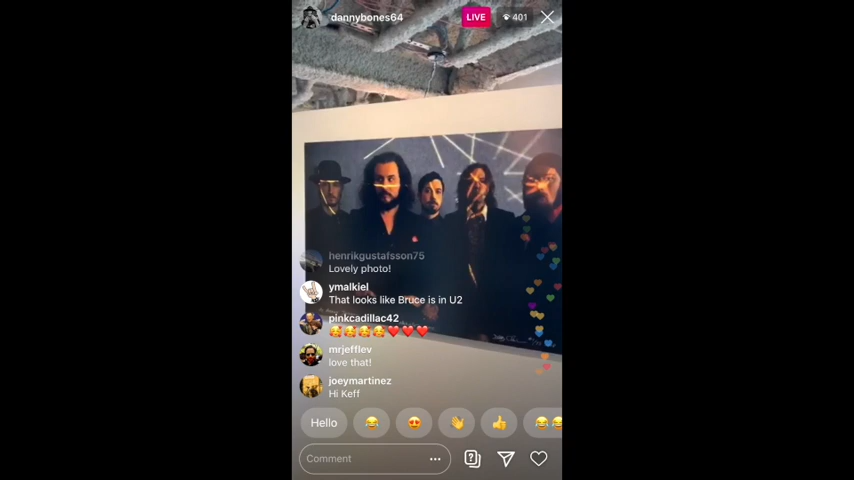 dannybones64
LIVE
401
henrikgustafsson75
Lovely photo!
ymalkiel
That looks like Bruce is in U2
pinkcadillac42
🥰🥰🥰🥰❤️❤️❤️
mrjefflev
love that!
joeymartinez
Hi Keff
Hello
Comment